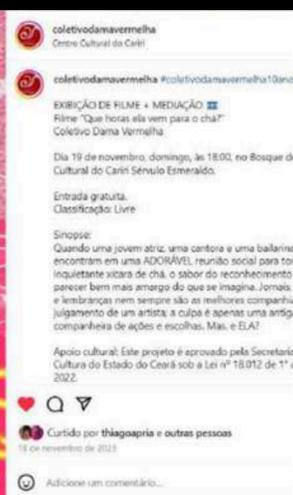 coletivodamavermelha
Centro Cultural do Cariri
coletivodamavermelha #coletivodamavermelha10ano
EXIBIÇÃO DE FILME + MEDIAÇÃO
Filme "Que horas ela vem para o chá?"
Coletivo Dama Vermelha
Dia 19 de novembro, domingo, às 18:00, no Bosque d
Cultural do Cariri Sérvulo Esmeraldo.
Entrada gratuita.
Classificação: Livre
Sinopse:
Quando uma jovem atriz, uma cantora e uma bailarina
encontram em uma ADORÁVEL reunião social para to
inquietante xícara de chá, o sabor do reconhecimento
parecer bem mais amargo do que se imagina. Jornais,
e lembranças nem sempre são as melhores companhi
julgamento de um artista; a culpa é apenas uma antig
companheira de ações e escolhas. Mas, e ELA?
Apoio cultural: Este projeto é aprovado pela Secretari
Cultura do Estado do Ceará sob a Lei nº 18.012 de 1º
2022.
Curtido por thiagoapria e outras pessoas
18 de novembro de 2023
Adicione um comentário...